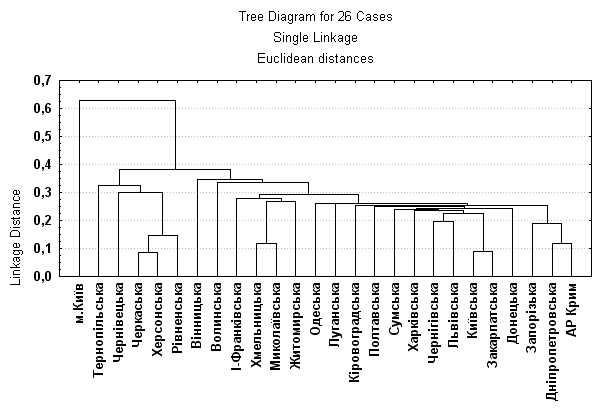 Tree Diagram for 26 Cases
Single Linkage
Euclidean distances
0,7
0,6
0,5
0,4
0,3
0,2
0,1
0,0
Linkage Distance
м.Київ
Тернопільська
Чернівецька
Черкаська
Херсонська
Рівненська
Вінницька
Волинська
І-Франківська
Хмельницька
Миколаївська
Житомирська
Одеська
Луганська
Кіровоградська
Полтавська
Сумська
Харківська
Чернігівська
Львівська
Київська
Закарпатська
Донецька
Запорізька
Дніпропетровська
АР Крим